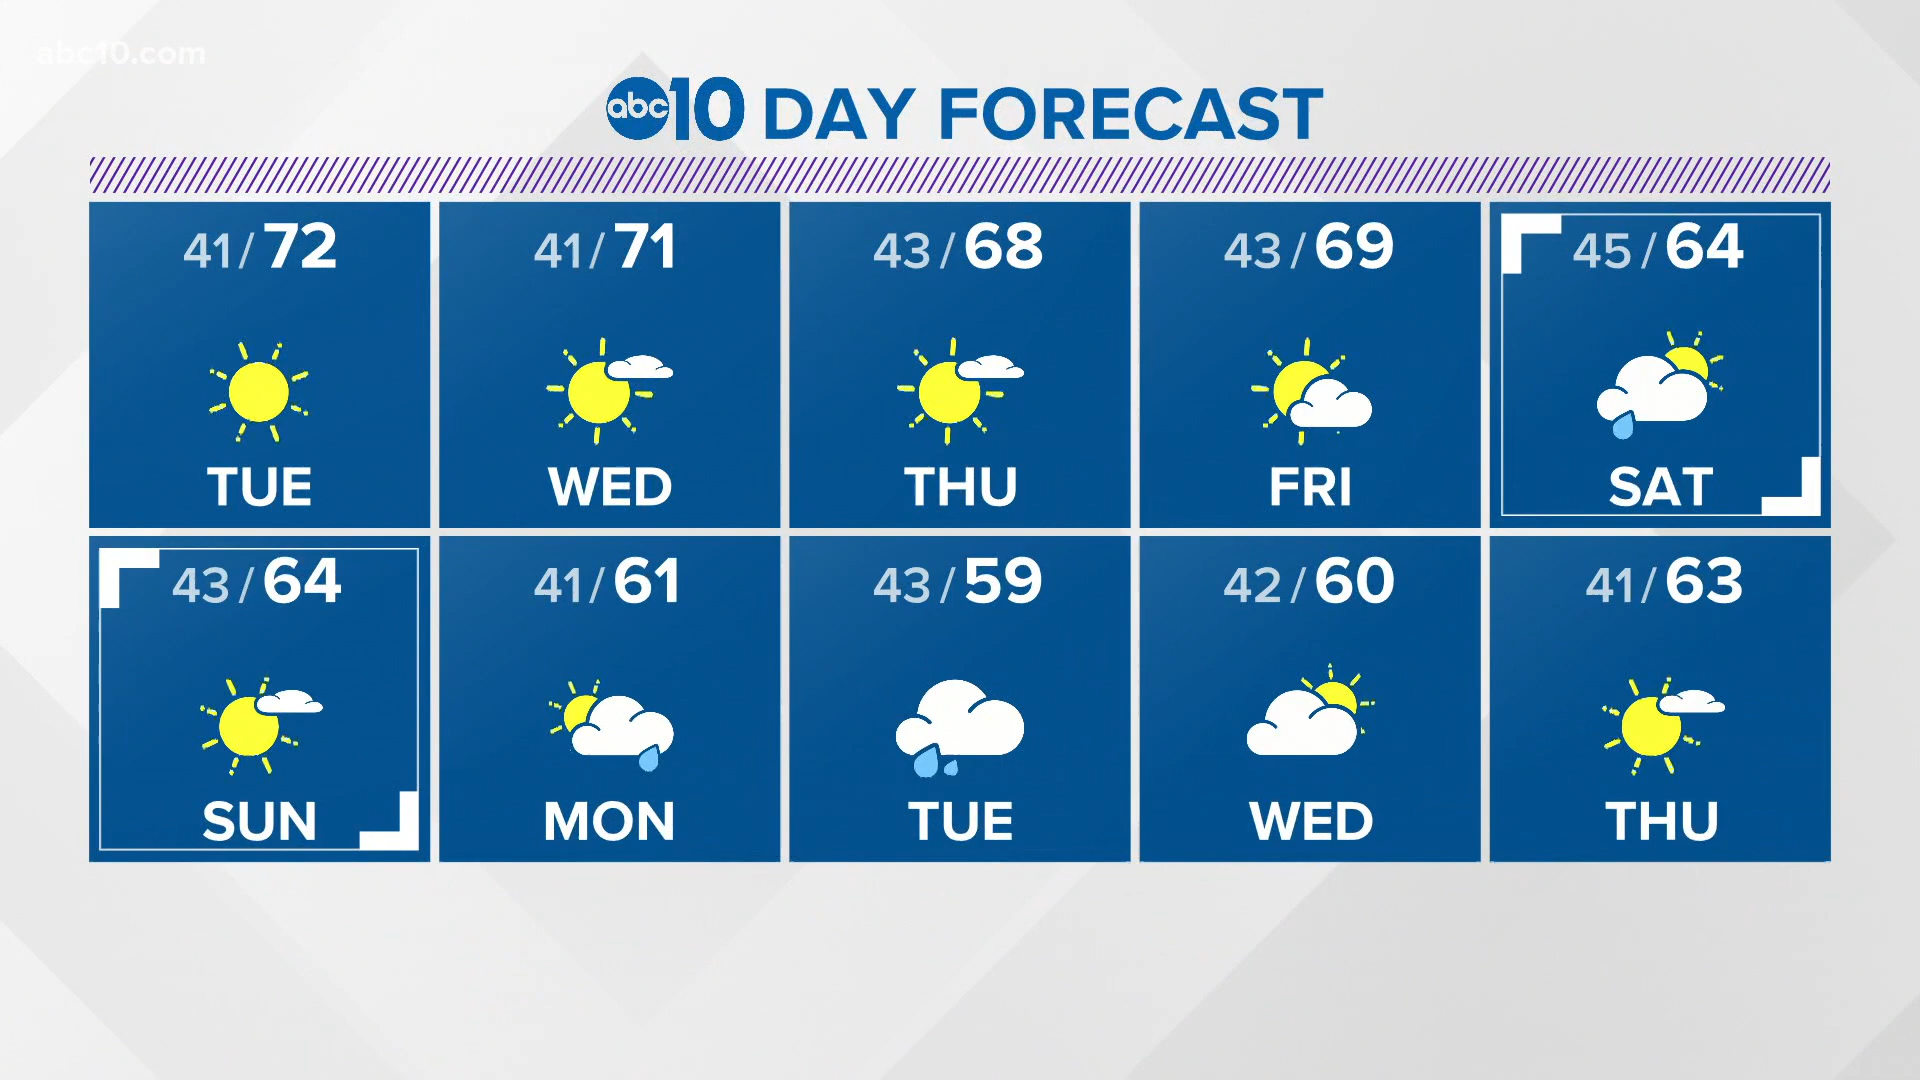 abc10.com
abc10 DAY FORECAST
41/72 41/71 43/68 43/69 45/64
TUE WED THU FRI SAT
43/64 41/61 43/59 42/60 41/63
SUN MON TUE WED THU